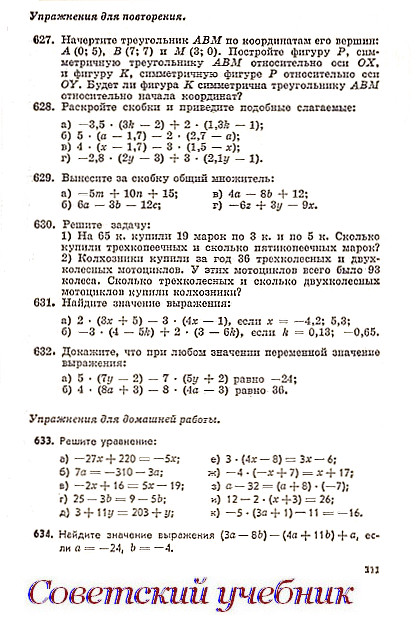 Упражнения для повторения.
627. Начертите треугольник ABM по координатам его вершин:
A (0; 5), B (7; 7) и M (3; 0). Постройте фигуру P, сим-
метричную треугольнику ABM относительно оси OX,
и фигуру K, симметричную фигуре P относительно оси
OY. Будет ли фигура K симметрична треугольнику ABM
относительно начала координат?
628. Раскройте скобки и приведите подобные слагаемые:
а) −3,5 · (3k − 2) + 2 · (1,3k − 1);
б) 5 · (a − 1,7) − 2 · (2,7 − a);
в) 4 · (x − 1,7) − 3 · (1,5 − x);
г) −2,8 · (2y − 3) + 3 · (2,1y − 1).
629. Вынесите за скобку общий множитель:
а) −5m + 10n + 15; в) 4a − 8b + 12;
б) 6a − 3b − 12c; г) −6z + 3y − 9x.
630. Решите задачу:
1) На 65 к. купили 19 марок по 3 к. и по 5 к. Сколько
купили трехкопеечных и сколько пятикопеечных марок?
2) Колхозники купили за год 36 трехколесных и двух-
колесных мотоциклов. У этих мотоциклов всего было 93
колеса. Сколько трехколесных и сколько двухколесных
мотоциклов купили колхозники?
631. Найдите значение выражения:
а) 2 · (3x + 5) − 3 · (4x − 1), если x = −4,2; 5,3;
б) −3 · (4 − 5k) + 2 · (3 − 6k), если k = 0,13; −0,65.
632. Докажите, что при любом значении переменной значение
выражения:
а) 5 · (7y − 2) − 7 · (5y + 2) равно −24;
б) 4 · (8a + 3) − 8 · (4a − 3) равно 36.
Упражнения для домашней работы.
633. Решите уравнение:
а) −27x + 220 = −5x; е) 3 · (4x − 8) = 3x − 6;
б) 7a = −310 − 3a; ж) −4 · (−x + 7) = x + 17;
в) −2x + 16 = 5x − 19; з) a − 32 = (a + 8) · (−7);
г) 25 − 3b = 9 − 5b; и) 12 − 2 · (x + 3) = 26;
д) 3 + 11y = 203 + y; к) −5 · (3a + 1) − 11 = −16.
634. Найдите значение выражения (3a − 8b) − (4a + 11b) + a, ес-
ли a = −24, b = −4.
Советский учебник